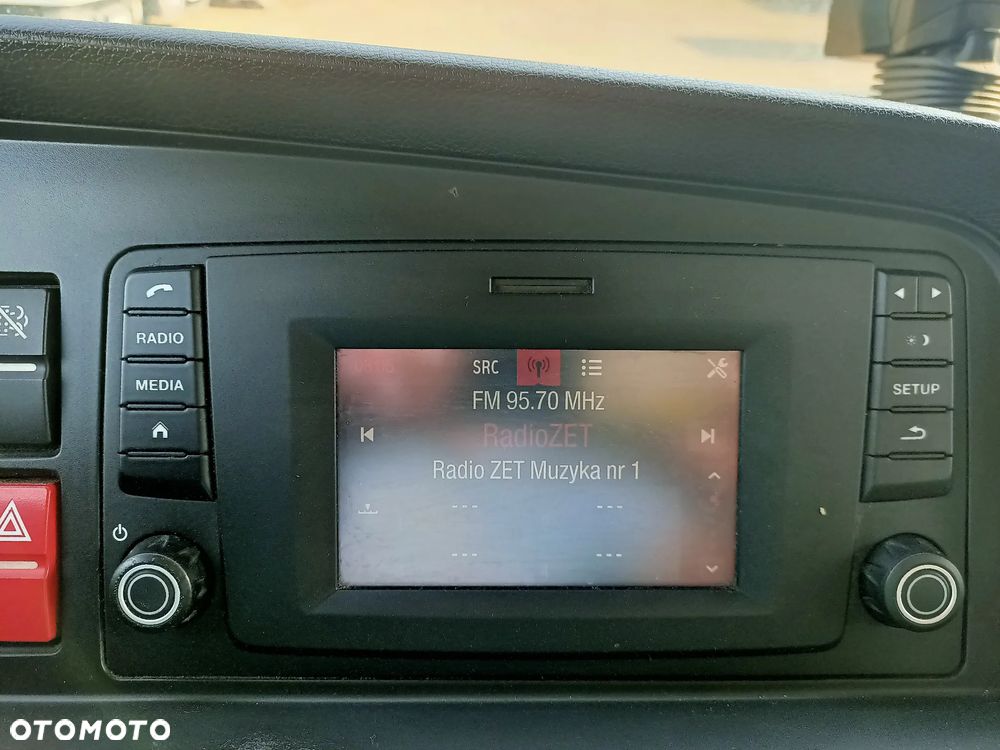 SRC
FM 95.70 MHz
RadioZET
Radio ZET Muzyka nr 1
--- ---
--- ---
RADIO
MEDIA
SETUP
OTOMOTO